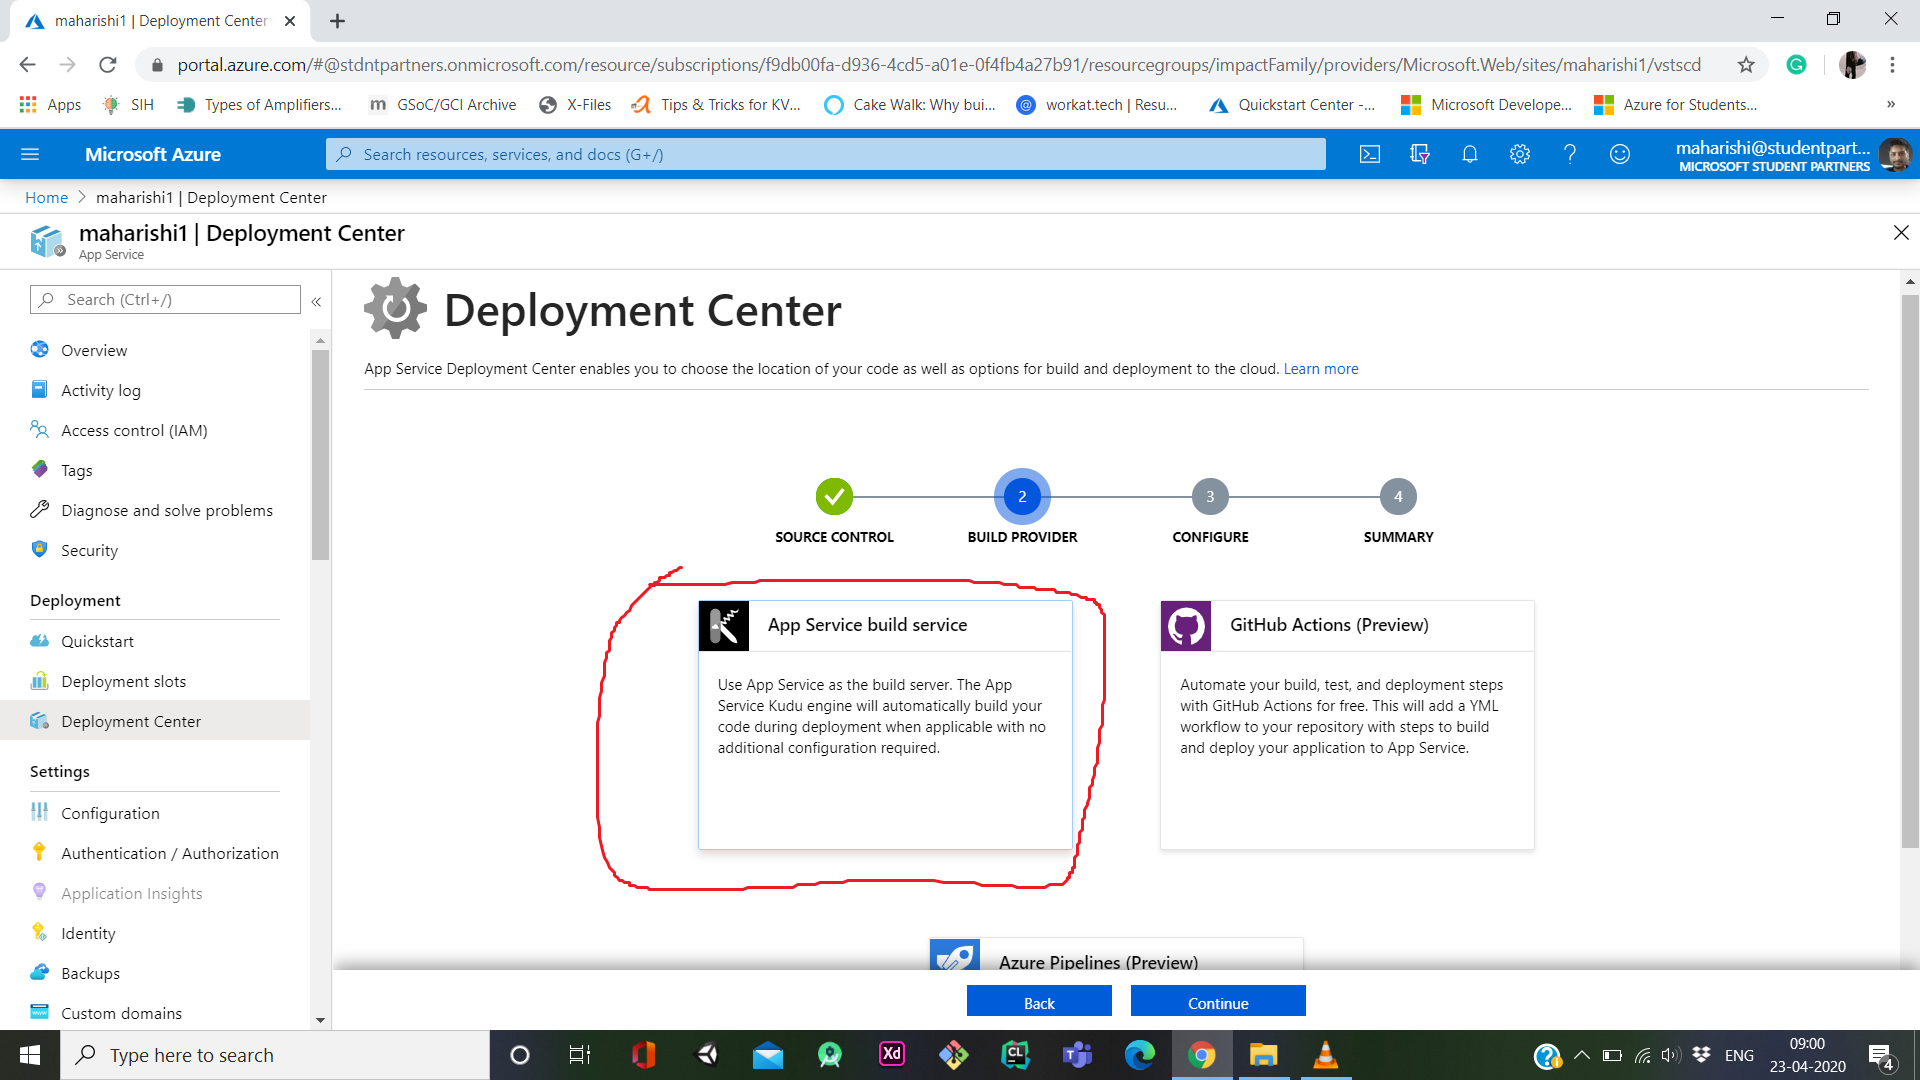 maharishi1 | Deployment Center
portal.azure.com/#@stdntpartners.onmicrosoft.com/resource/subscriptions/f9db00fa-d936-4cd5-a01e-0f4fb4a27b91/resourcegroups/impactFamily/providers/Microsoft.Web/sites/maharishi1/vstscd
Apps SIH Types of Amplifiers... GSoC/GCI Archive X-Files Tips & Tricks for KV... Cake Walk: Why bui... workat.tech | Resu... Quickstart Center -... Microsoft Develope... Azure for Students... »
Microsoft Azure
Search resources, services, and docs (G+/)
maharishi@studentpart...
MICROSOFT STUDENT PARTNERS
Home > maharishi1 | Deployment Center
maharishi1 | Deployment Center
App Service
Search (Ctrl+/)
Overview
Activity log
Access control (IAM)
Tags
Diagnose and solve problems
Security
Deployment
Quickstart
Deployment slots
Deployment Center
Settings
Configuration
Authentication / Authorization
Application Insights
Identity
Backups
Custom domains
Deployment Center
App Service Deployment Center enables you to choose the location of your code as well as options for build and deployment to the cloud. Learn more
2 3 4
SOURCE CONTROL BUILD PROVIDER CONFIGURE SUMMARY
App Service build service
Use App Service as the build server. The App
Service Kudu engine will automatically build your
code during deployment when applicable with no
additional configuration required.
GitHub Actions (Preview)
Automate your build, test, and deployment steps
with GitHub Actions for free. This will add a YML
workflow to your repository with steps to build
and deploy your application to App Service.
Azure Pipelines (Preview)
Back Continue
Type here to search
Xd
CL
ENG
09:00
23-04-2020
4